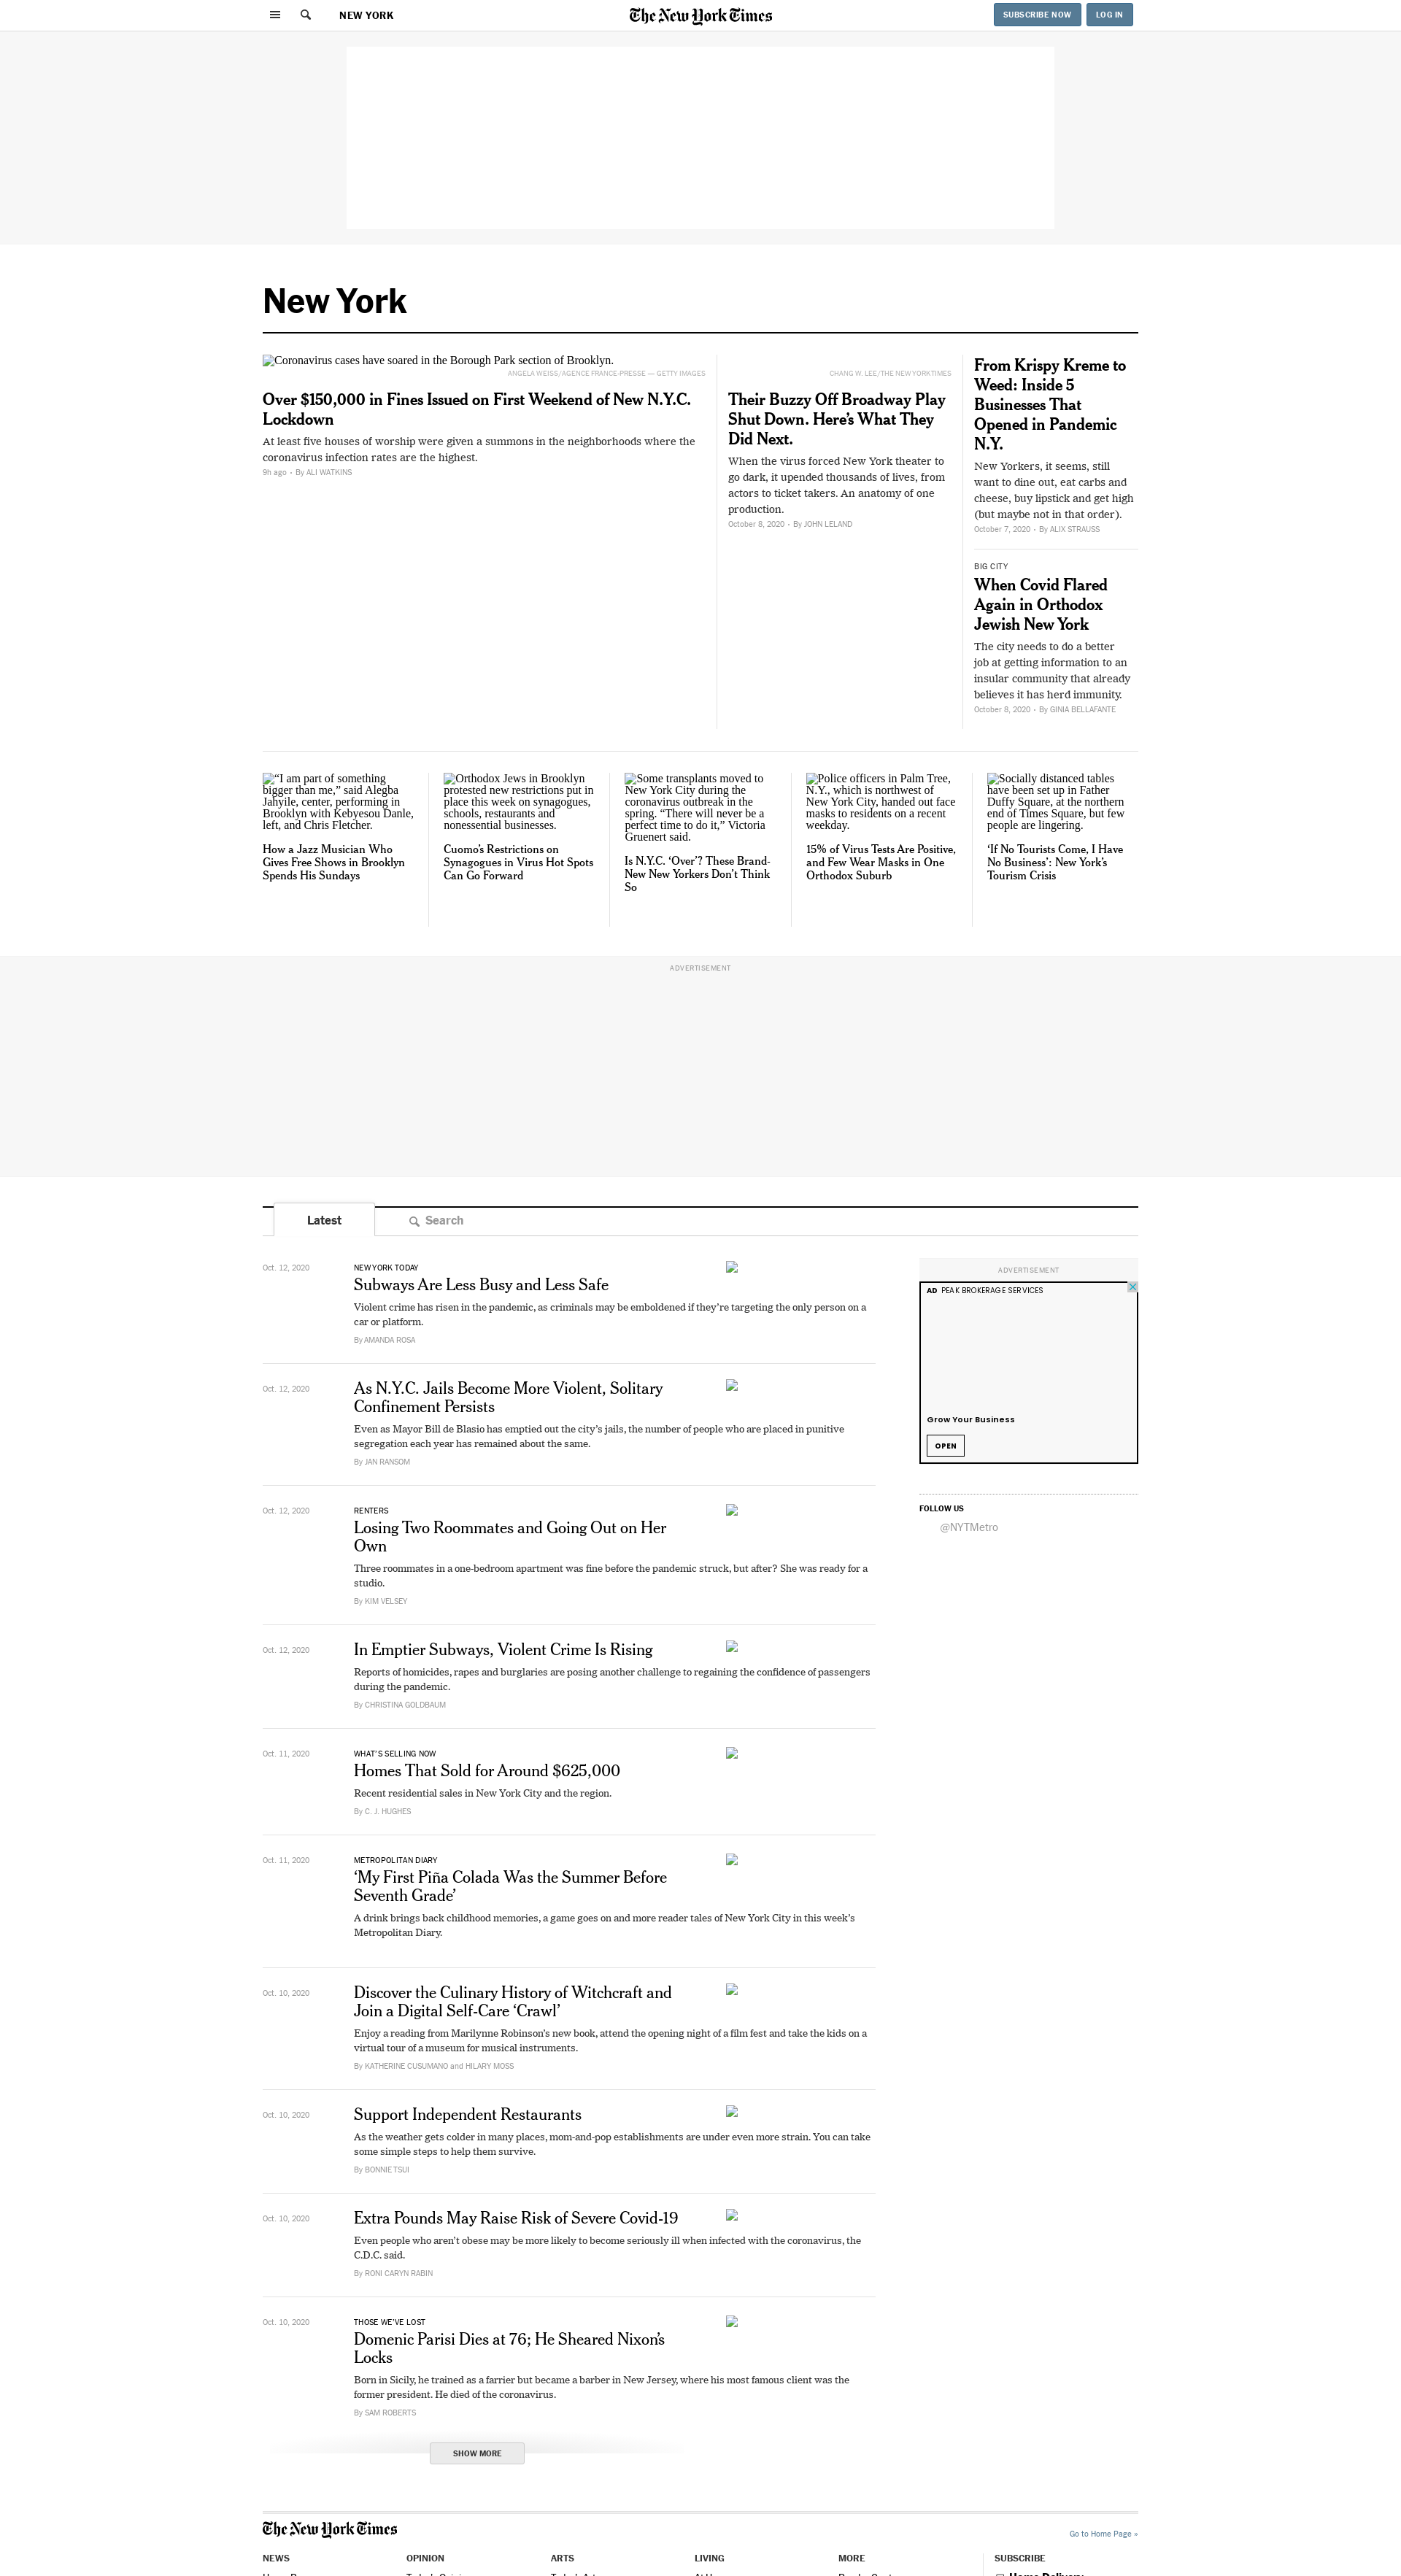 NEW YORK
The New York Times
SUBSCRIBE NOW
LOG IN
New York
Coronavirus cases have soared in the Borough Park section of Brooklyn.
ANGELA WEISS/AGENCE FRANCE-PRESSE — GETTY IMAGES
Over $150,000 in Fines Issued on First Weekend of New N.Y.C.
Lockdown
At least five houses of worship were given a summons in the neighborhoods where the
coronavirus infection rates are the highest.
9h ago • By ALI WATKINS
CHANG W. LEE/THE NEW YORK TIMES
Their Buzzy Off Broadway Play
Shut Down. Here’s What They
Did Next.
When the virus forced New York theater to
go dark, it upended thousands of lives, from
actors to ticket takers. An anatomy of one
production.
October 8, 2020 • By JOHN LELAND
From Krispy Kreme to
Weed: Inside 5
Businesses That
Opened in Pandemic
N.Y.
New Yorkers, it seems, still
want to dine out, eat carbs and
cheese, buy lipstick and get high
(but maybe not in that order).
October 7, 2020 • By ALIX STRAUSS
BIG CITY
When Covid Flared
Again in Orthodox
Jewish New York
The city needs to do a better
job at getting information to an
insular community that already
believes it has herd immunity.
October 8, 2020 • By GINIA BELLAFANTE
“I am part of something
bigger than me,” said Alegba
Jahyile, center, performing in
Brooklyn with Kebyesou Danle,
left, and Chris Fletcher.
How a Jazz Musician Who
Gives Free Shows in Brooklyn
Spends His Sundays
Orthodox Jews in Brooklyn
protested new restrictions put in
place this week on synagogues,
schools, restaurants and
nonessential businesses.
Cuomo’s Restrictions on
Synagogues in Virus Hot Spots
Can Go Forward
Some transplants moved to
New York City during the
coronavirus outbreak in the
spring. “There will never be a
perfect time to do it,” Victoria
Gruenert said.
Is N.Y.C. ‘Over’? These Brand-
New New Yorkers Don’t Think
So
Police officers in Palm Tree,
N.Y., which is northwest of
New York City, handed out face
masks to residents on a recent
weekday.
15% of Virus Tests Are Positive,
and Few Wear Masks in One
Orthodox Suburb
Socially distanced tables
have been set up in Father
Duffy Square, at the northern
end of Times Square, but few
people are lingering.
‘If No Tourists Come, I Have
No Business’: New York’s
Tourism Crisis
ADVERTISEMENT
Latest
Search
Oct. 12, 2020
NEW YORK TODAY
Subways Are Less Busy and Less Safe
Violent crime has risen in the pandemic, as criminals may be emboldened if they’re targeting the only person on a
car or platform.
By AMANDA ROSA
Oct. 12, 2020
As N.Y.C. Jails Become More Violent, Solitary
Confinement Persists
Even as Mayor Bill de Blasio has emptied out the city’s jails, the number of people who are placed in punitive
segregation each year has remained about the same.
By JAN RANSOM
Oct. 12, 2020
RENTERS
Losing Two Roommates and Going Out on Her
Own
Three roommates in a one-bedroom apartment was fine before the pandemic struck, but after? She was ready for a
studio.
By KIM VELSEY
Oct. 12, 2020
In Emptier Subways, Violent Crime Is Rising
Reports of homicides, rapes and burglaries are posing another challenge to regaining the confidence of passengers
during the pandemic.
By CHRISTINA GOLDBAUM
Oct. 11, 2020
WHAT’S SELLING NOW
Homes That Sold for Around $625,000
Recent residential sales in New York City and the region.
By C. J. HUGHES
Oct. 11, 2020
METROPOLITAN DIARY
‘My First Piña Colada Was the Summer Before
Seventh Grade’
A drink brings back childhood memories, a game goes on and more reader tales of New York City in this week’s
Metropolitan Diary.
Oct. 10, 2020
Discover the Culinary History of Witchcraft and
Join a Digital Self-Care ‘Crawl’
Enjoy a reading from Marilynne Robinson’s new book, attend the opening night of a film fest and take the kids on a
virtual tour of a museum for musical instruments.
By KATHERINE CUSUMANO and HILARY MOSS
Oct. 10, 2020
Support Independent Restaurants
As the weather gets colder in many places, mom-and-pop establishments are under even more strain. You can take
some simple steps to help them survive.
By BONNIE TSUI
Oct. 10, 2020
Extra Pounds May Raise Risk of Severe Covid-19
Even people who aren’t obese may be more likely to become seriously ill when infected with the coronavirus, the
C.D.C. said.
By RONI CARYN RABIN
Oct. 10, 2020
THOSE WE’VE LOST
Domenic Parisi Dies at 76; He Sheared Nixon’s
Locks
Born in Sicily, he trained as a farrier but became a barber in New Jersey, where his most famous client was the
former president. He died of the coronavirus.
By SAM ROBERTS
SHOW MORE
ADVERTISEMENT
AD PEAK BROKERAGE SERVICES
Grow Your Business
OPEN
FOLLOW US
@NYTMetro
The New York Times
Go to Home Page »
NEWS
OPINION
ARTS
LIVING
MORE
SUBSCRIBE